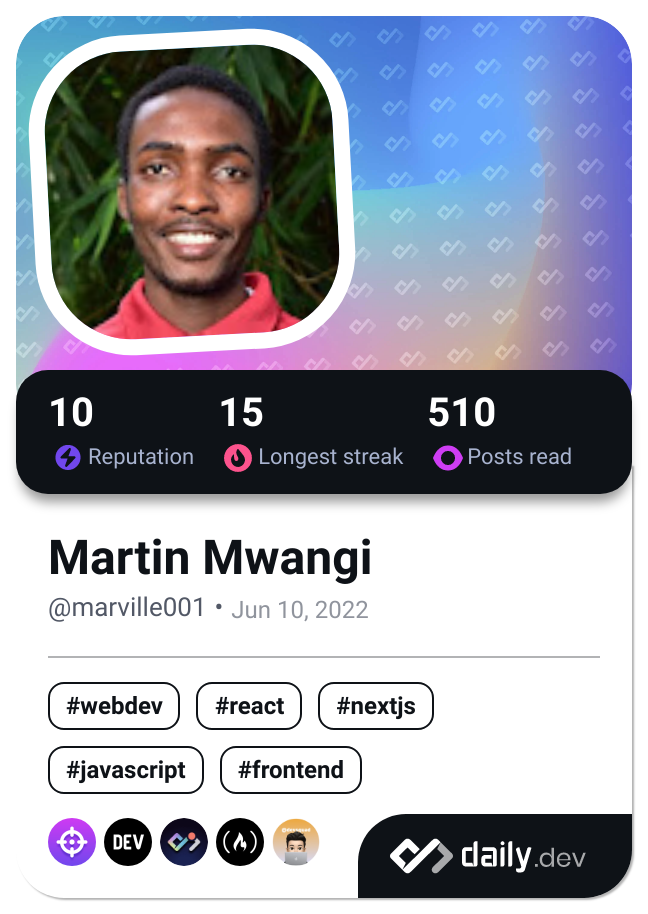 10 15 510
Reputation Longest streak Posts read
Martin Mwangi
@marville001 • Jun 10, 2022
#webdev #react #nextjs
#javascript #frontend
DEV
daily.dev